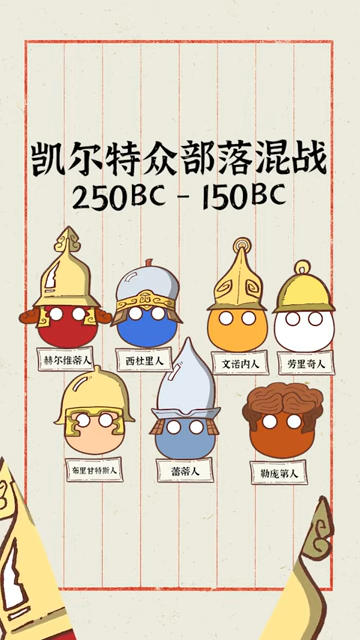 凯尔特众部落混战
250BC - 150BC
赫尔维蒂人
西杜里人
文诺内人
劳里奇人
布里甘特斯人
蕾蒂人
勒庞第人